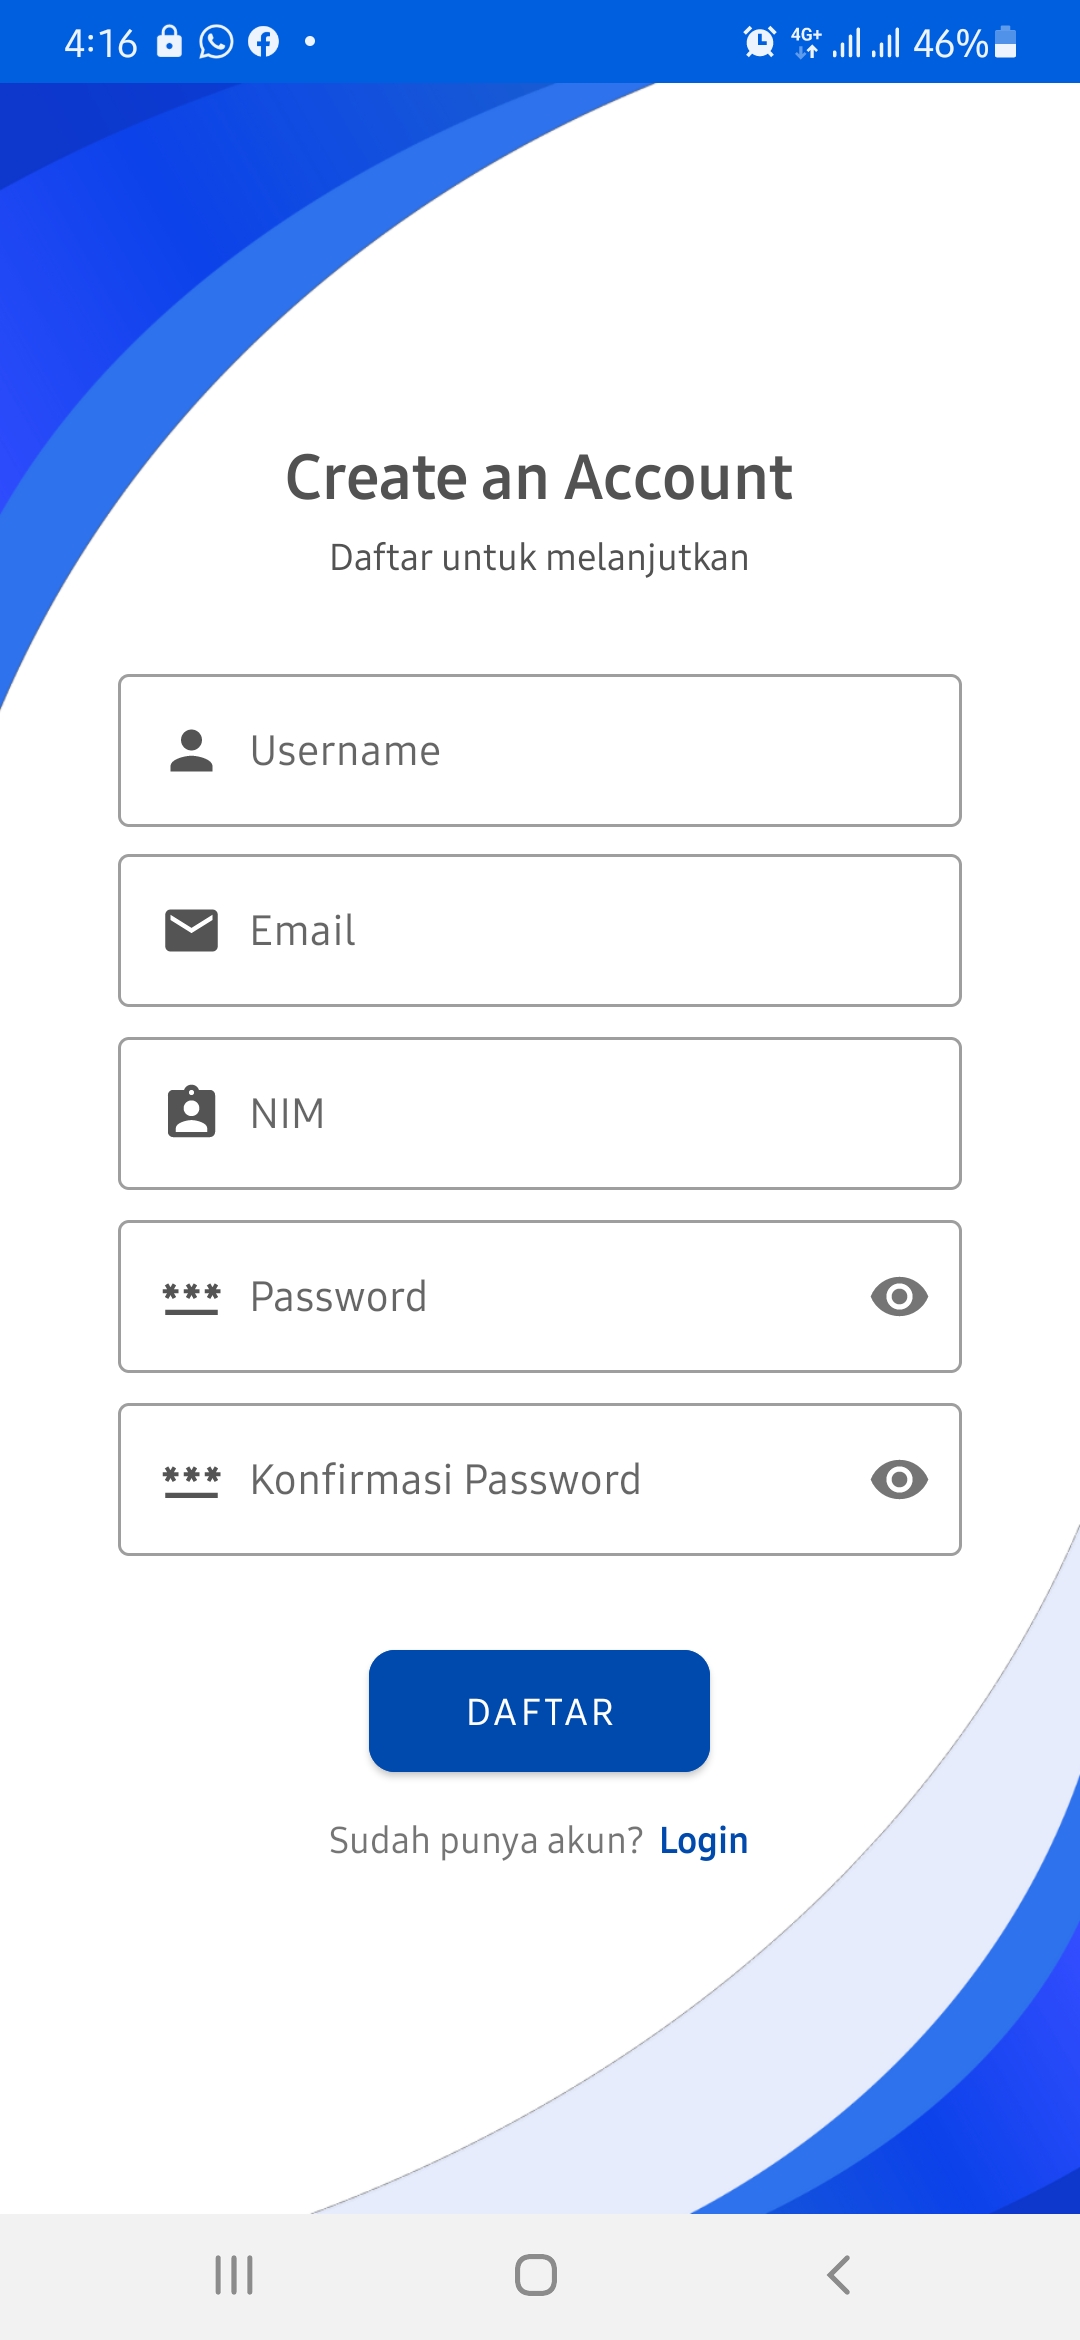 4:16 4G+ 46%
Create an Account
Daftar untuk melanjutkan
Username
Email
NIM
*** Password
*** Konfirmasi Password
DAFTAR
Sudah punya akun? Login